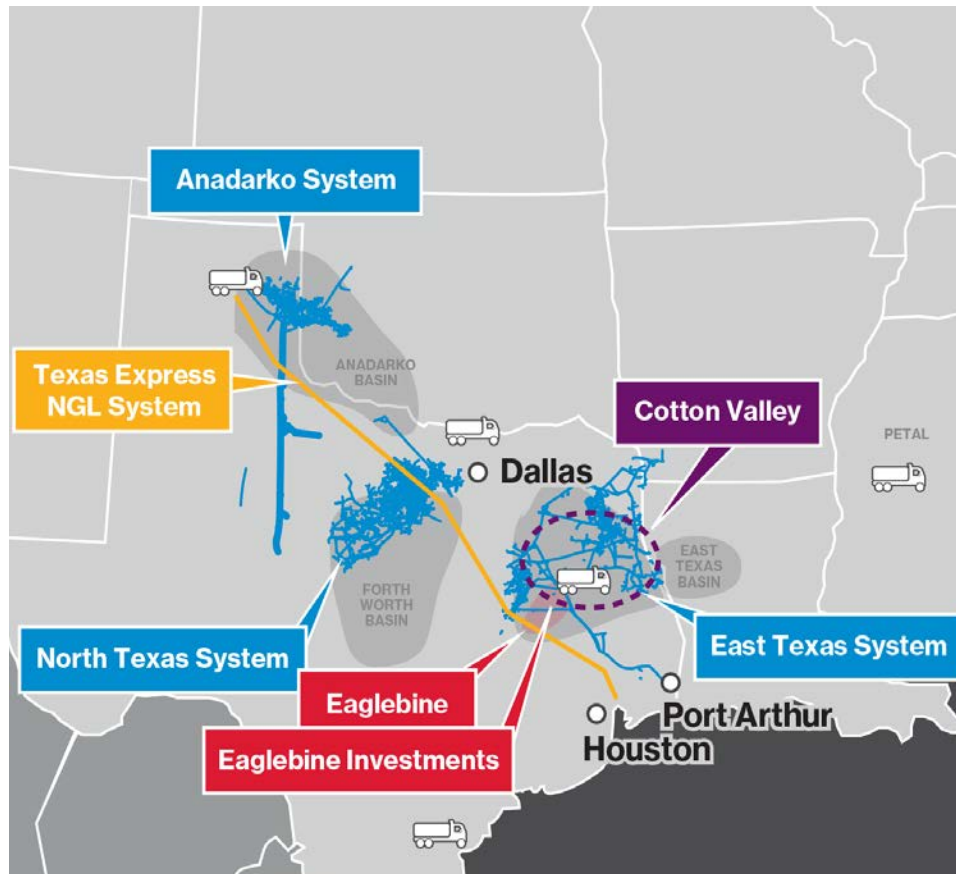 Anadarko System
ANADARKO
BASIN
Texas Express
NGL System
Cotton Valley
PETAL
Dallas
EAST
TEXAS
BASIN
FORTH
WORTH
BASIN
North Texas System
East Texas System
Eaglebine
Port Arthur
Houston
Eaglebine Investments